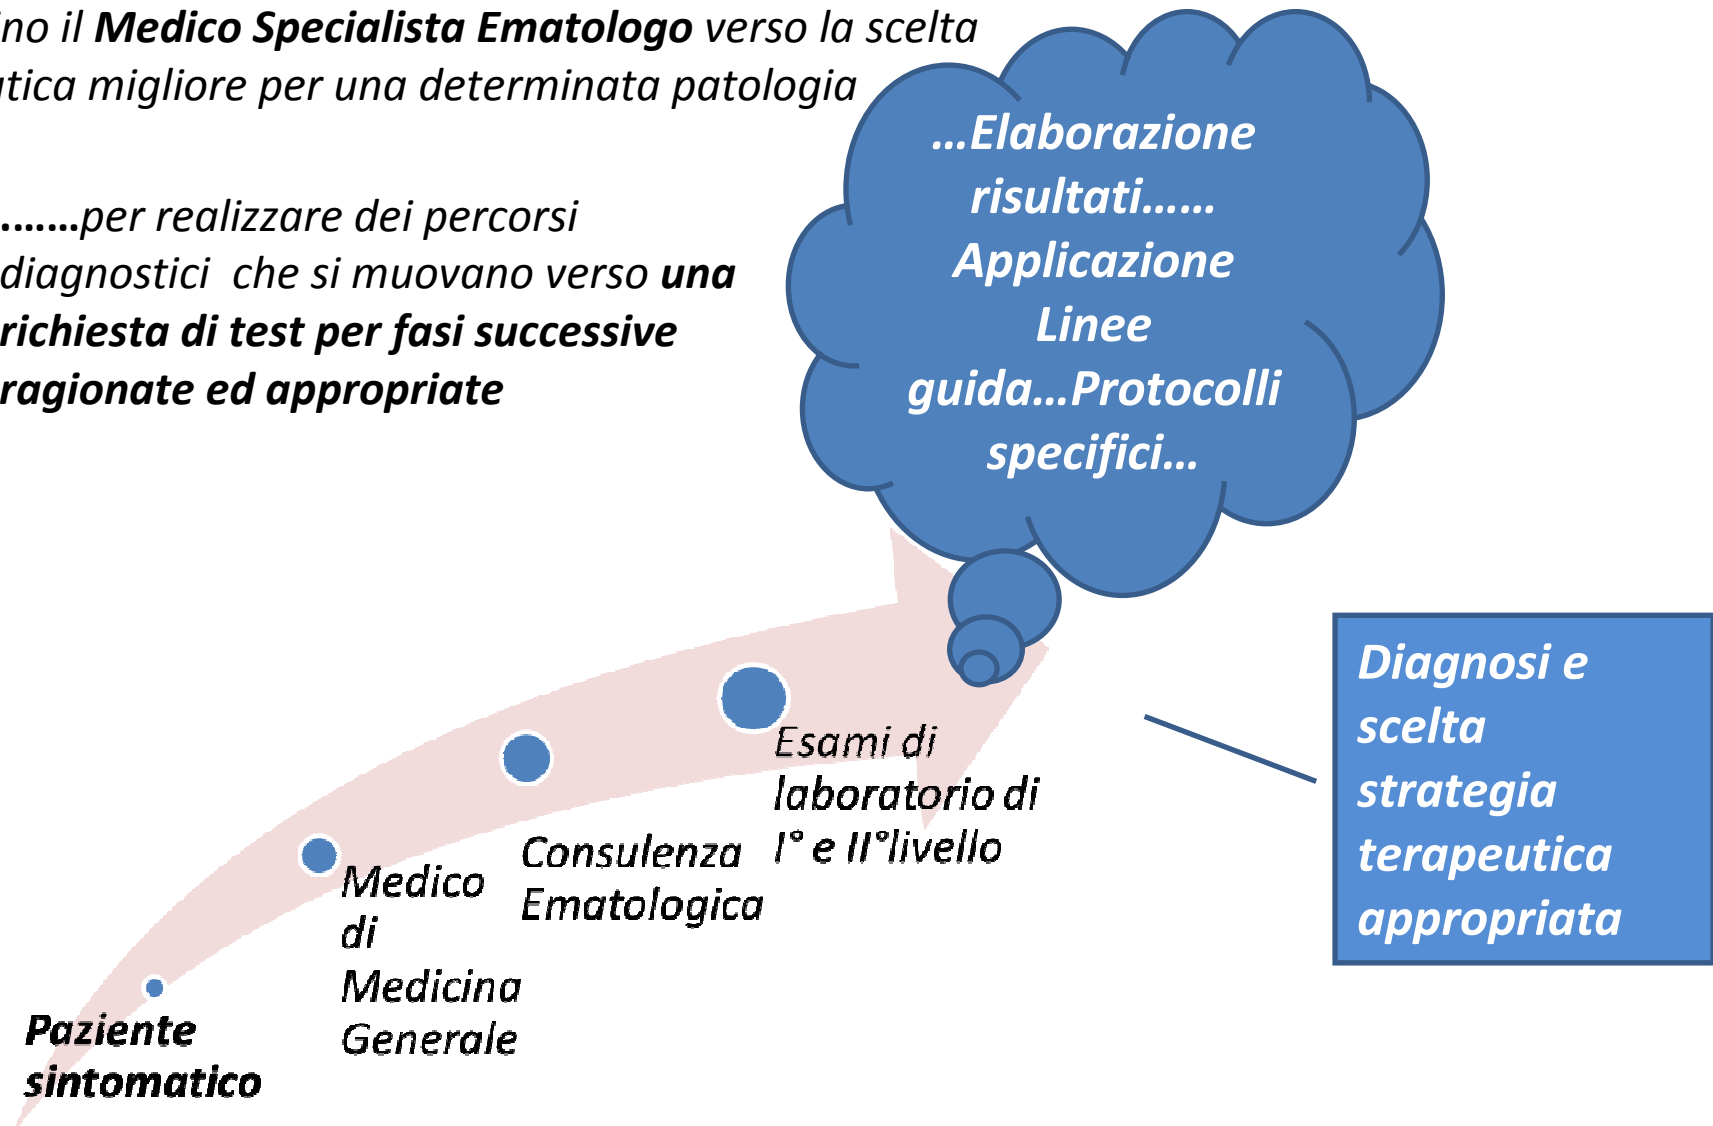 no il Medico Specialista Ematologo verso la scelta
tica migliore per una determinata patologia
........per realizzare dei percorsi
diagnostici che si muovano verso una
richiesta di test per fasi successive
ragionate ed appropriate
...Elaborazione
risultati......
Applicazione
Linee
guida...Protocolli
specifici...
Diagnosi e
scelta
strategia
terapeutica
appropriata
Esami di
laboratorio di
I° e II°livello
Consulenza
Ematologica
Medico
di
Medicina
Generale
Paziente
sintomatico